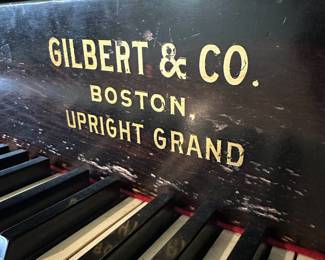 GILBERT & CO.
BOSTON,
UPRIGHT GRAND